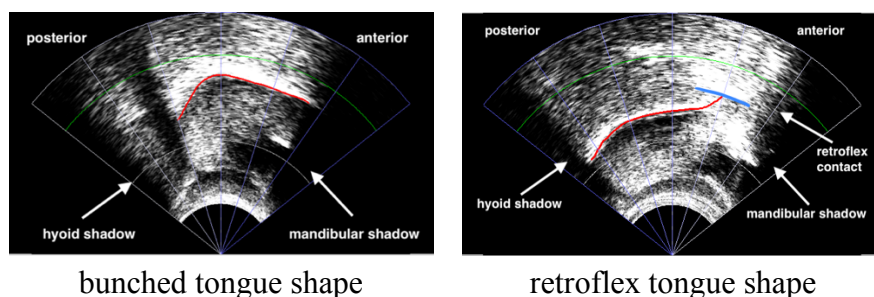 posterior
anterior
hyoid shadow
mandibular shadow
bunched tongue shape
posterior
anterior
retroflex
contact
hyoid shadow
mandibular shadow
retroflex tongue shape